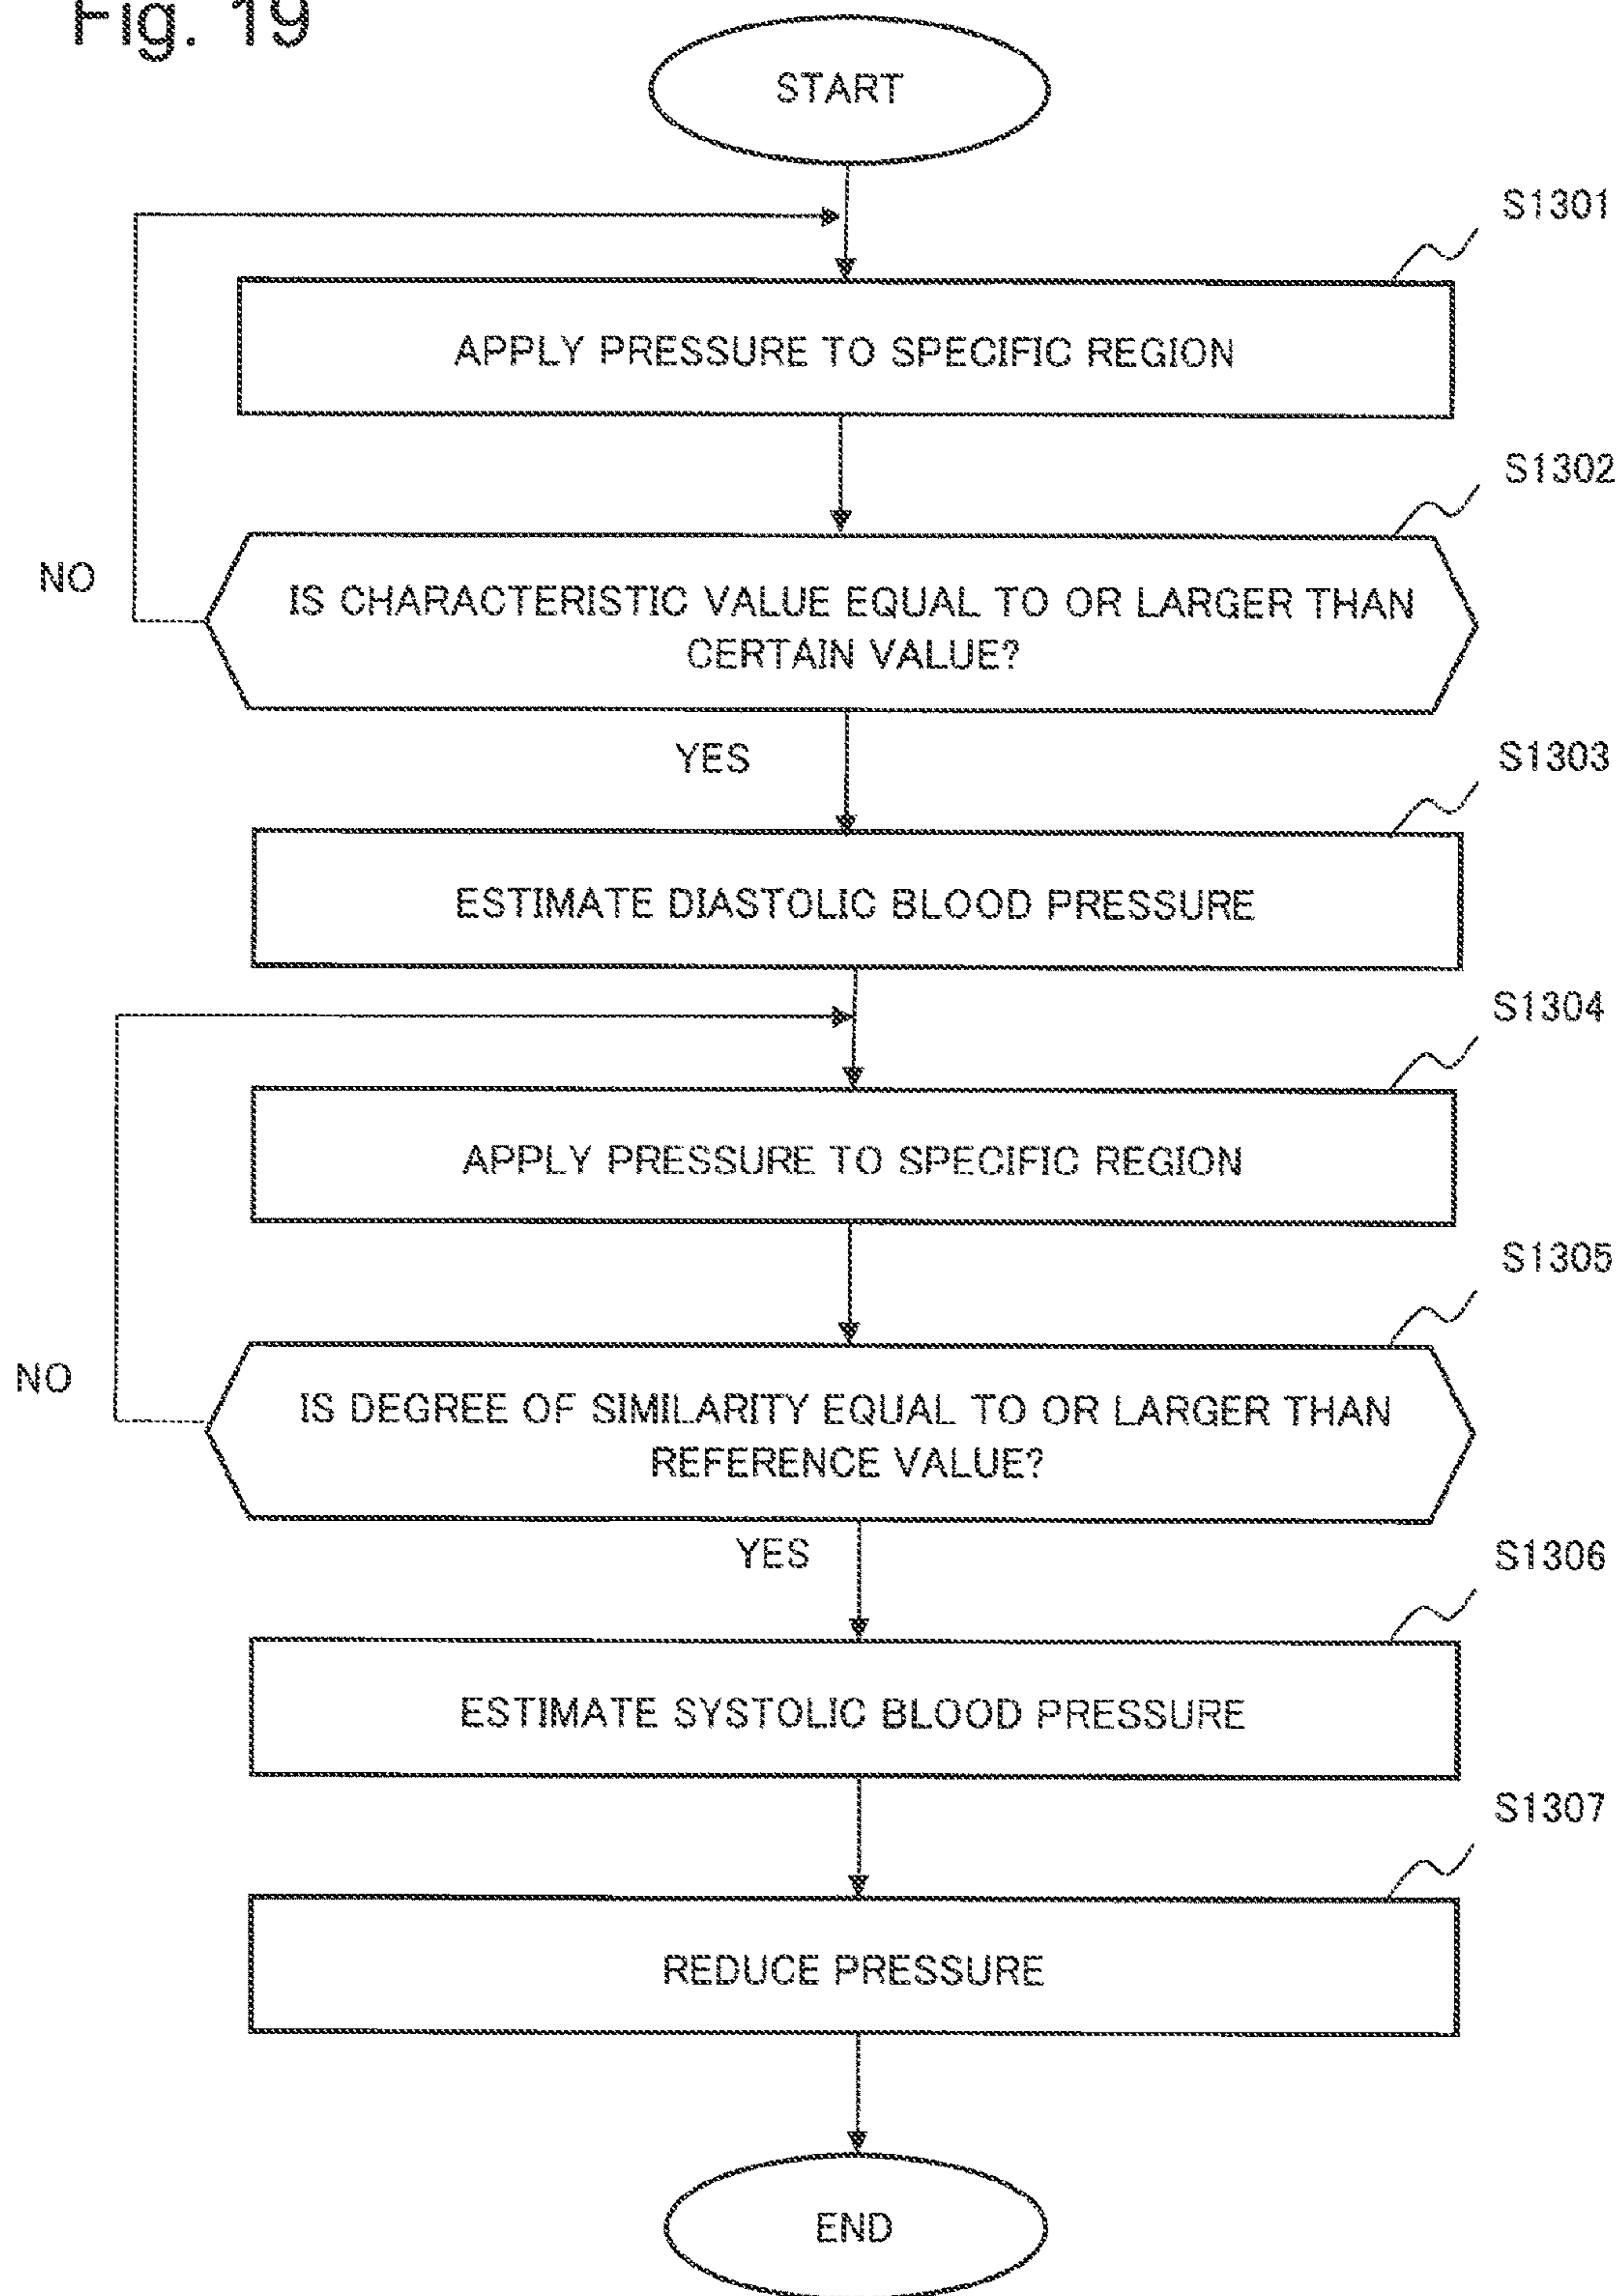 Fig. 19
START
S1301
APPLY PRESSURE TO SPECIFIC REGION
S1302
NO
IS CHARACTERISTIC VALUE EQUAL TO OR LARGER THAN
CERTAIN VALUE?
YES
S1303
ESTIMATE DIASTOLIC BLOOD PRESSURE
S1304
APPLY PRESSURE TO SPECIFIC REGION
S1305
NO
IS DEGREE OF SIMILARITY EQUAL TO OR LARGER THAN
REFERENCE VALUE?
YES
S1306
ESTIMATE SYSTOLIC BLOOD PRESSURE
S1307
REDUCE PRESSURE
END